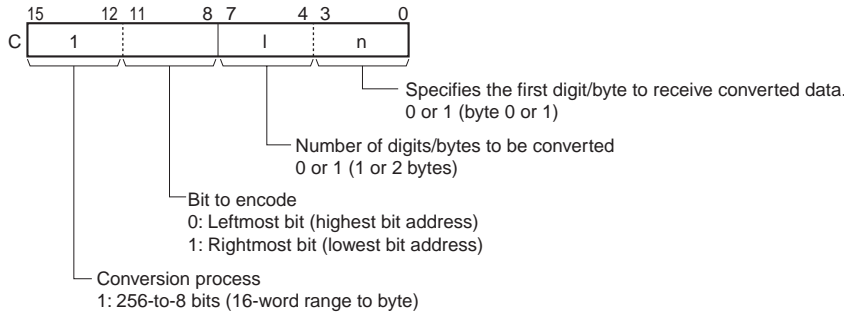 15 12 11 8 7 4 3 0
C 1 l n
Specifies the first digit/byte to receive converted data.
0 or 1 (byte 0 or 1)
Number of digits/bytes to be converted
0 or 1 (1 or 2 bytes)
Bit to encode
0: Leftmost bit (highest bit address)
1: Rightmost bit (lowest bit address)
Conversion process
1: 256-to-8 bits (16-word range to byte)